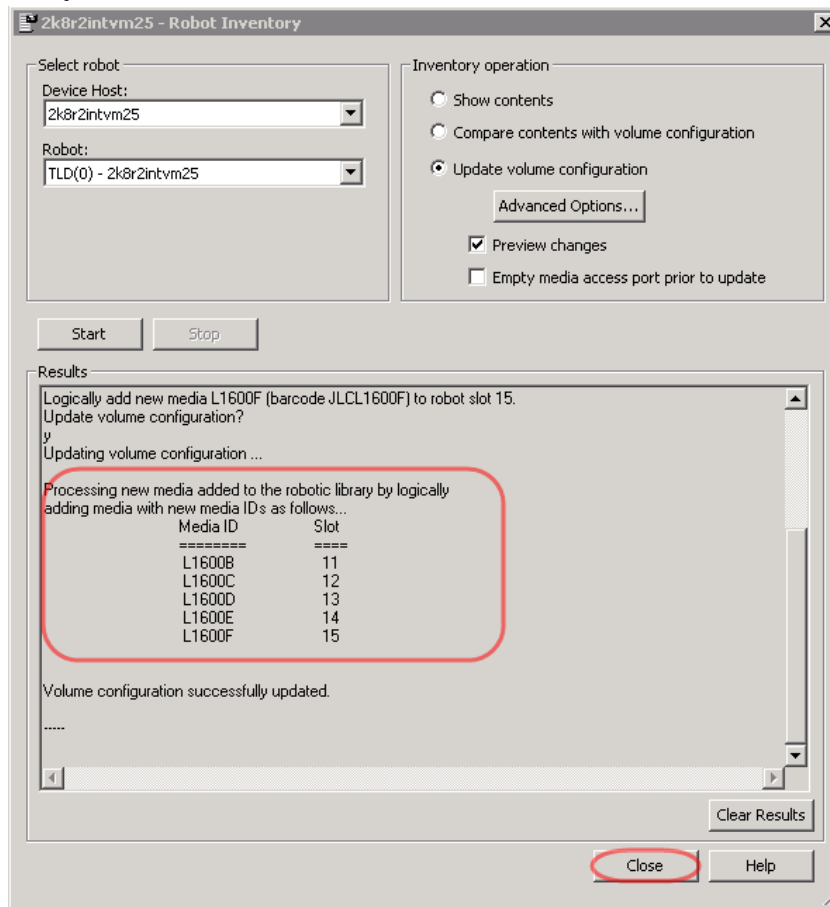 2k8r2intvm25 - Robot Inventory
Select robot
Device Host:
2k8r2intvm25
Robot:
TLD(0) - 2k8r2intvm25
Inventory operation
Show contents
Compare contents with volume configuration
Update volume configuration
Advanced Options...
Preview changes
Empty media access port prior to update
Start
Stop
Results
Logically add new media L1600F (barcode JLCL1600F) to robot slot 15.
Update volume configuration?
y
Updating volume configuration ...
Processing new media added to the robotic library by logically
adding media with new media IDs as follows...
Media ID Slot
======== ====
L1600B 11
L1600C 12
L1600D 13
L1600E 14
L1600F 15
Volume configuration successfully updated.
-----
Clear Results
Close
Help